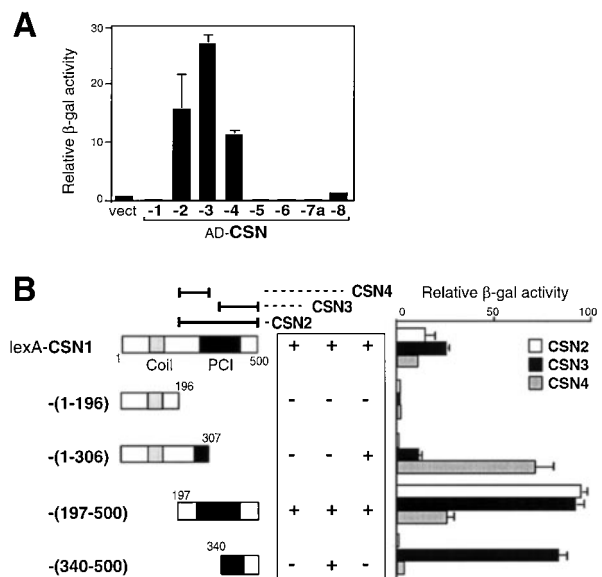 A
Relative β-gal activity
30
20
10
0
vect -1 -2 -3 -4 -5 -6 -7a -8
AD-CSN
B
CSN4
CSN3
CSN2
lexA-CSN1
1
500
Coil
PCI
+ + +
-(1-196)
196
- - -
-(1-306)
307
- - +
-(197-500)
197
+ + +
-(340-500)
340
- + -
Relative β-gal activity
0 50 100
CSN2
CSN3
CSN4